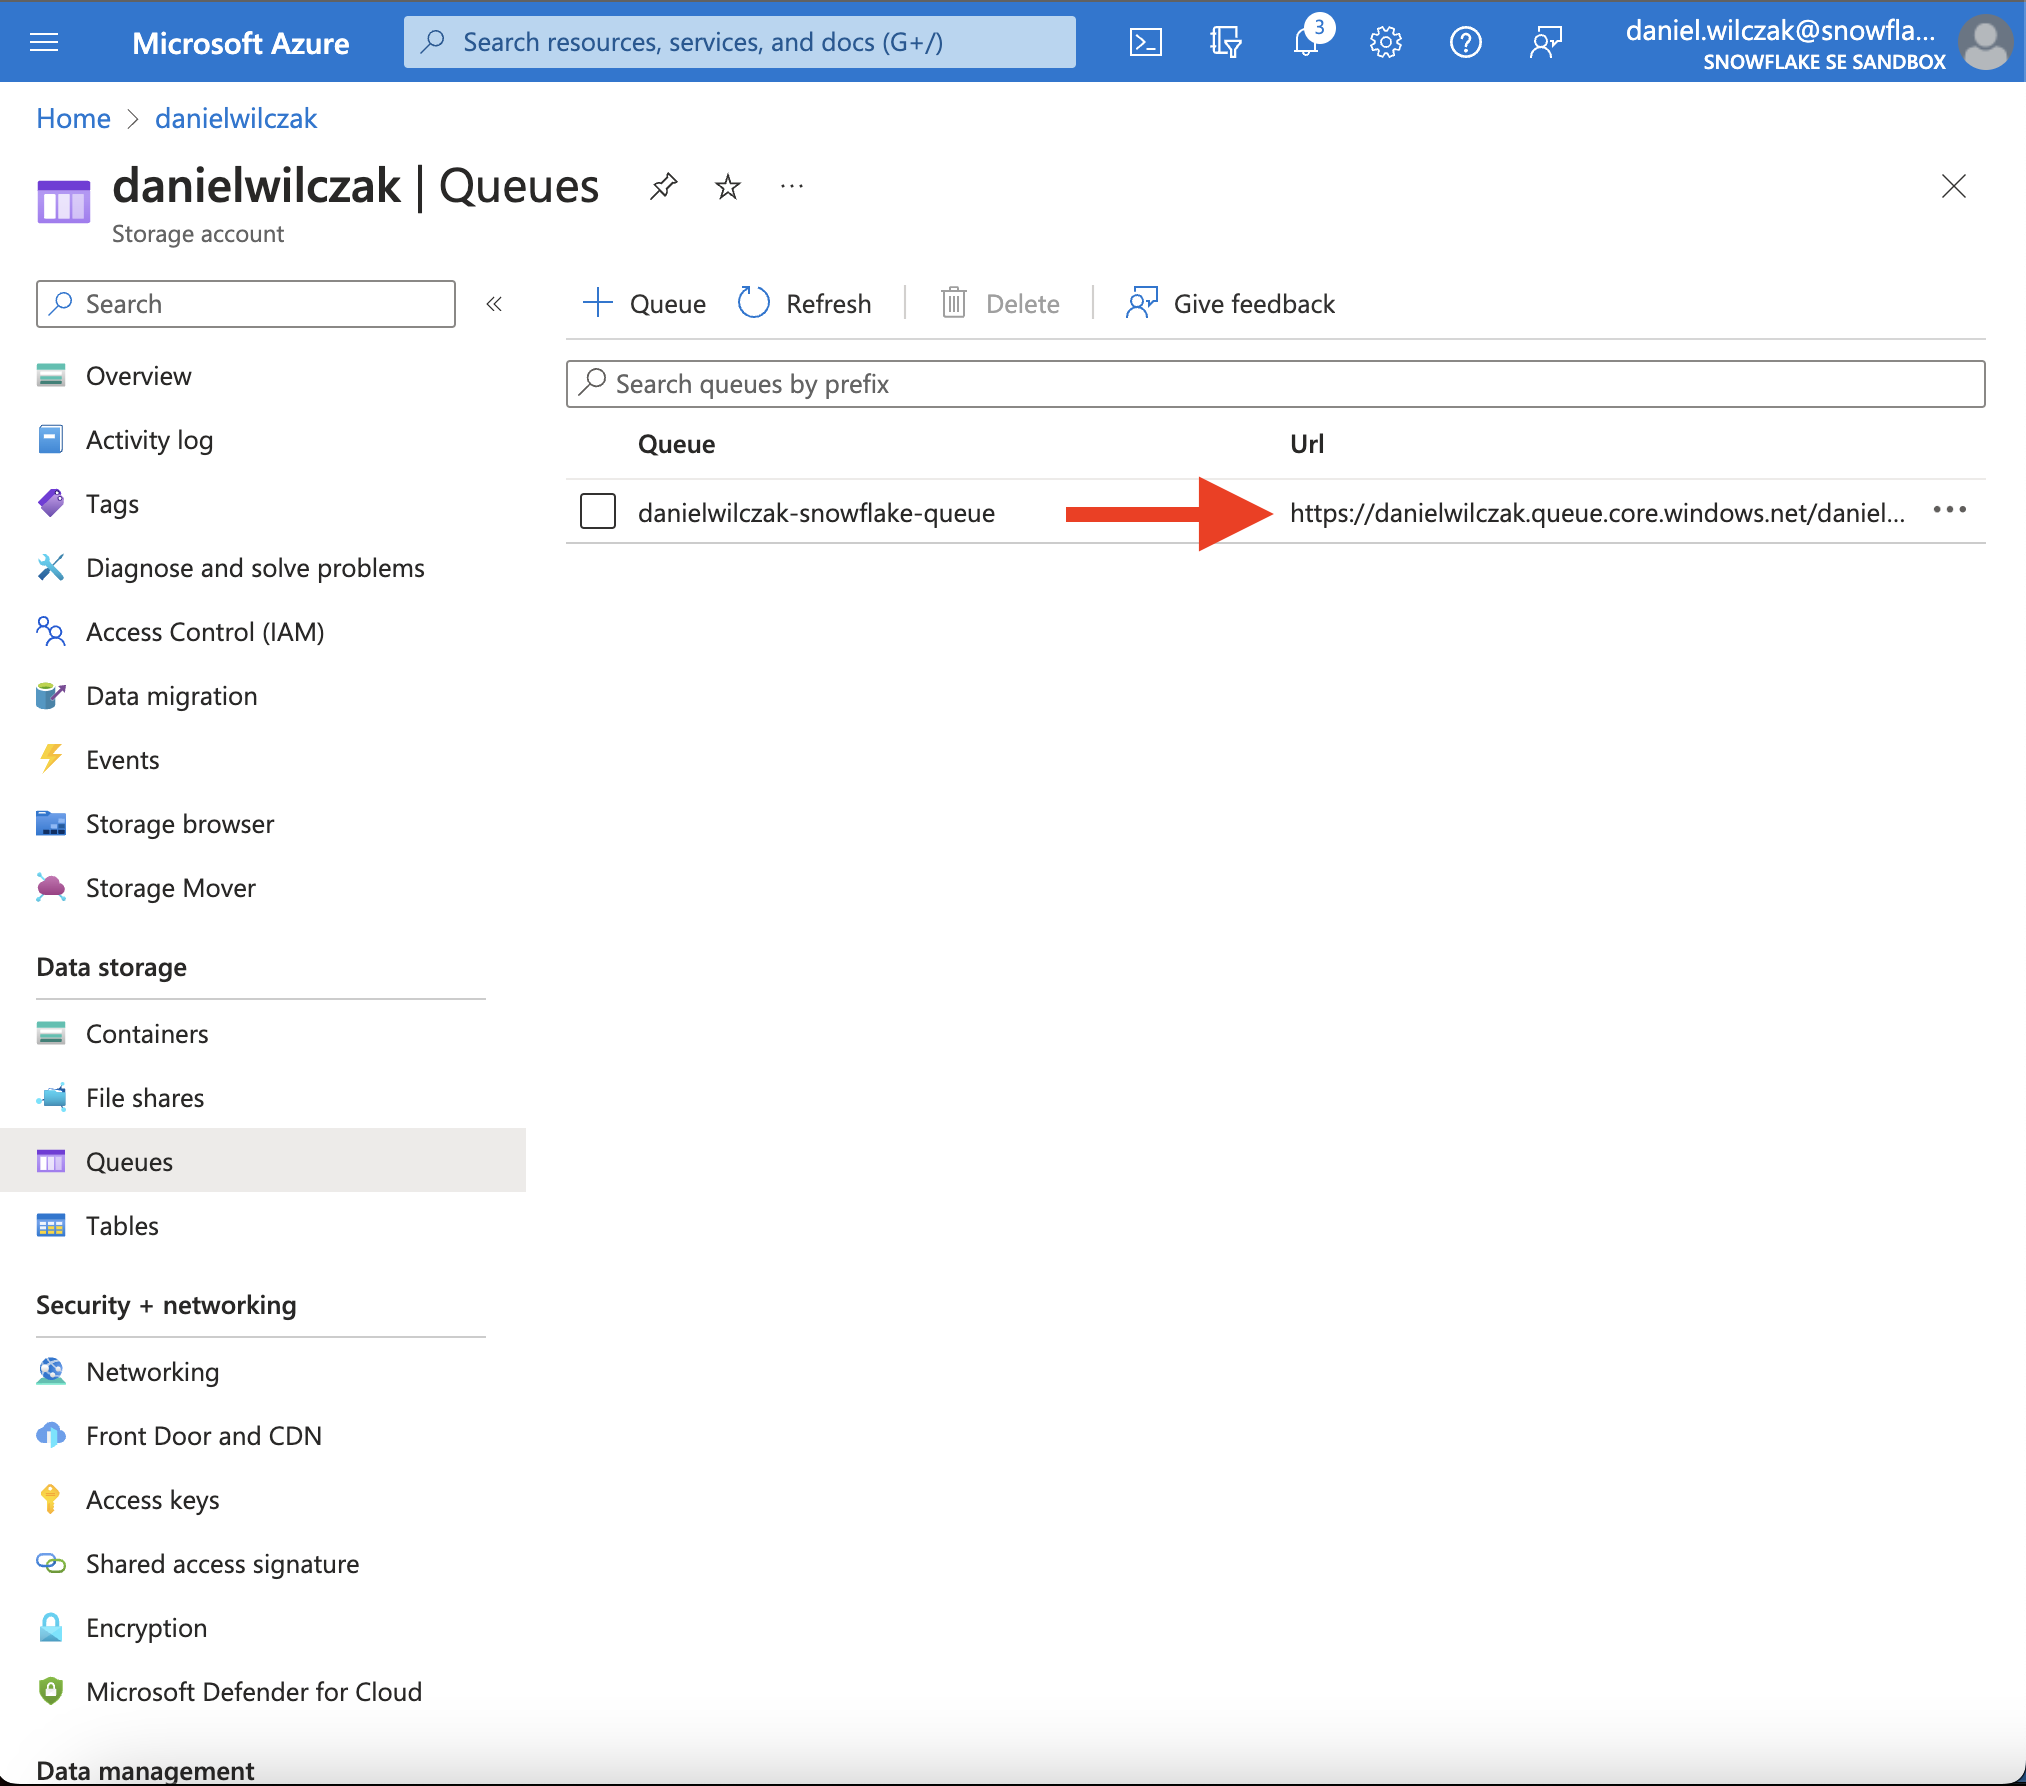 Microsoft Azure
Search resources, services, and docs (G+/)
3
daniel.wilczak@snowfla...
SNOWFLAKE SE SANDBOX
Home > danielwilczak
danielwilczak | Queues
Storage account
Search
Queue
Refresh
Delete
Give feedback
Search queues by prefix
Queue
Url
danielwilczak-snowflake-queue
https://danielwilczak.queue.core.windows.net/daniel...
Overview
Activity log
Tags
Diagnose and solve problems
Access Control (IAM)
Data migration
Events
Storage browser
Storage Mover
Data storage
Containers
File shares
Queues
Tables
Security + networking
Networking
Front Door and CDN
Access keys
Shared access signature
Encryption
Microsoft Defender for Cloud
Data management